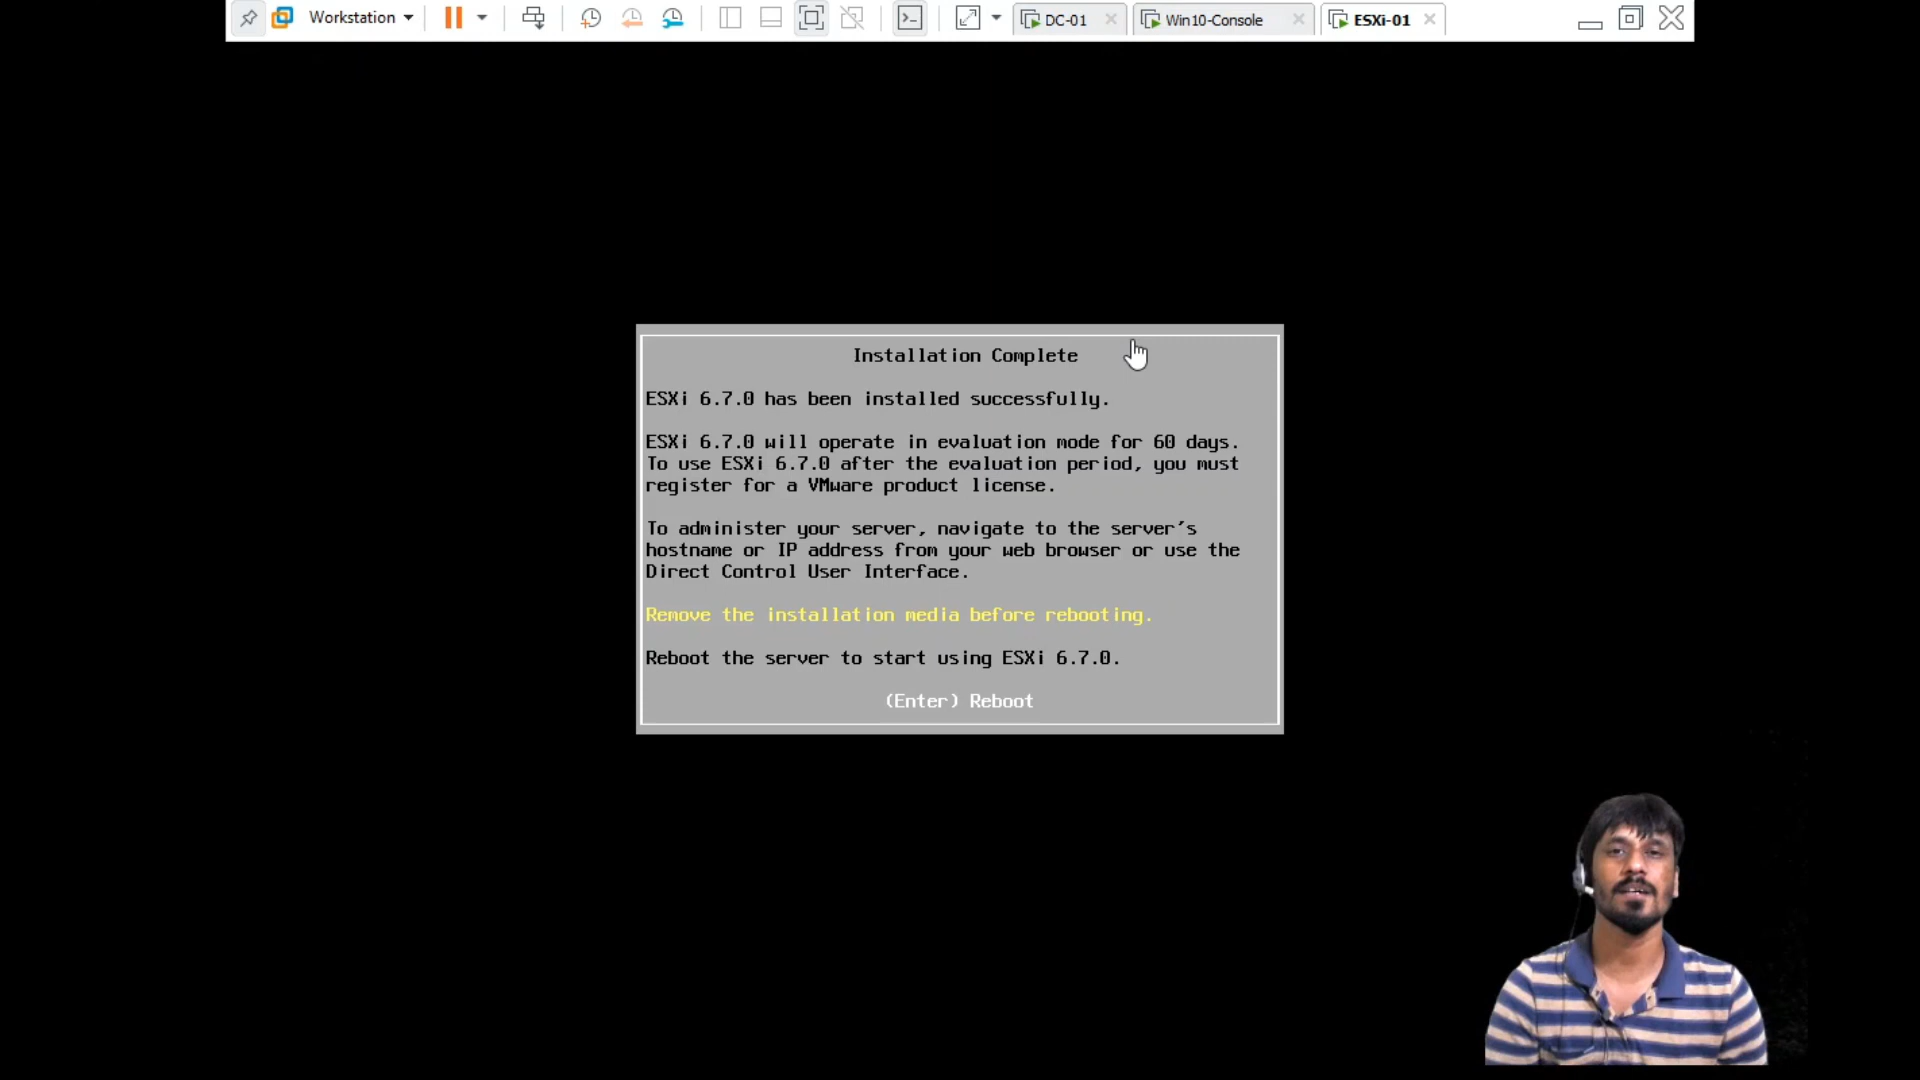 Workstation
DC-01
Win10-Console
ESXi-01
Installation Complete
ESXi 6.7.0 has been installed successfully.
ESXi 6.7.0 will operate in evaluation mode for 60 days.
To use ESXi 6.7.0 after the evaluation period, you must
register for a VMware product license.
To administer your server, navigate to the server's
hostname or IP address from your web browser or use the
Direct Control User Interface.
Remove the installation media before rebooting.
Reboot the server to start using ESXi 6.7.0.
(Enter) Reboot